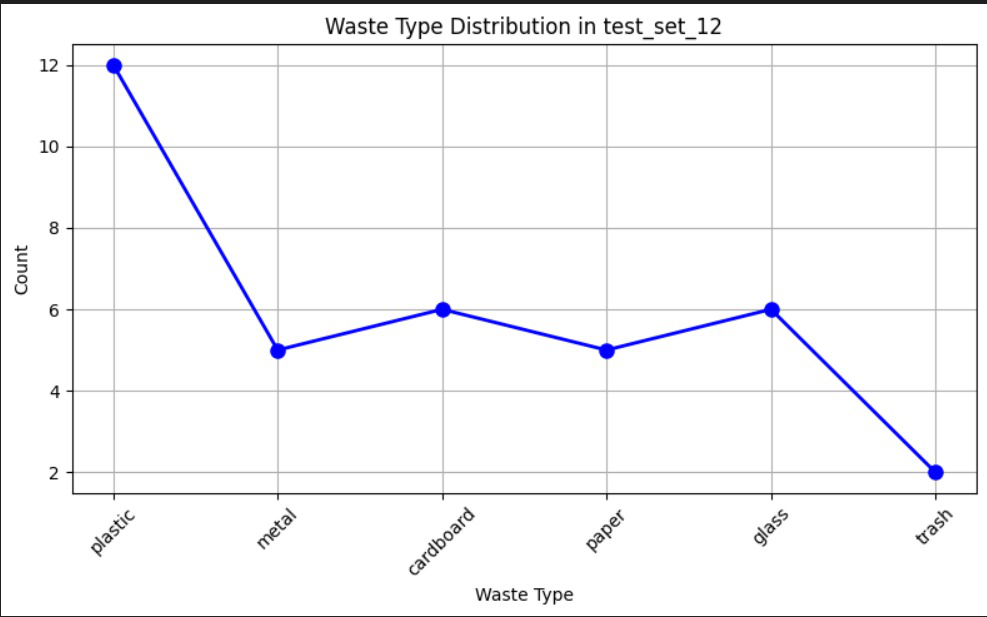 Waste Type Distribution in test_set_12
12
10
8
6
4
2
Count
plastic
metal
cardboard
paper
glass
trash
Waste Type